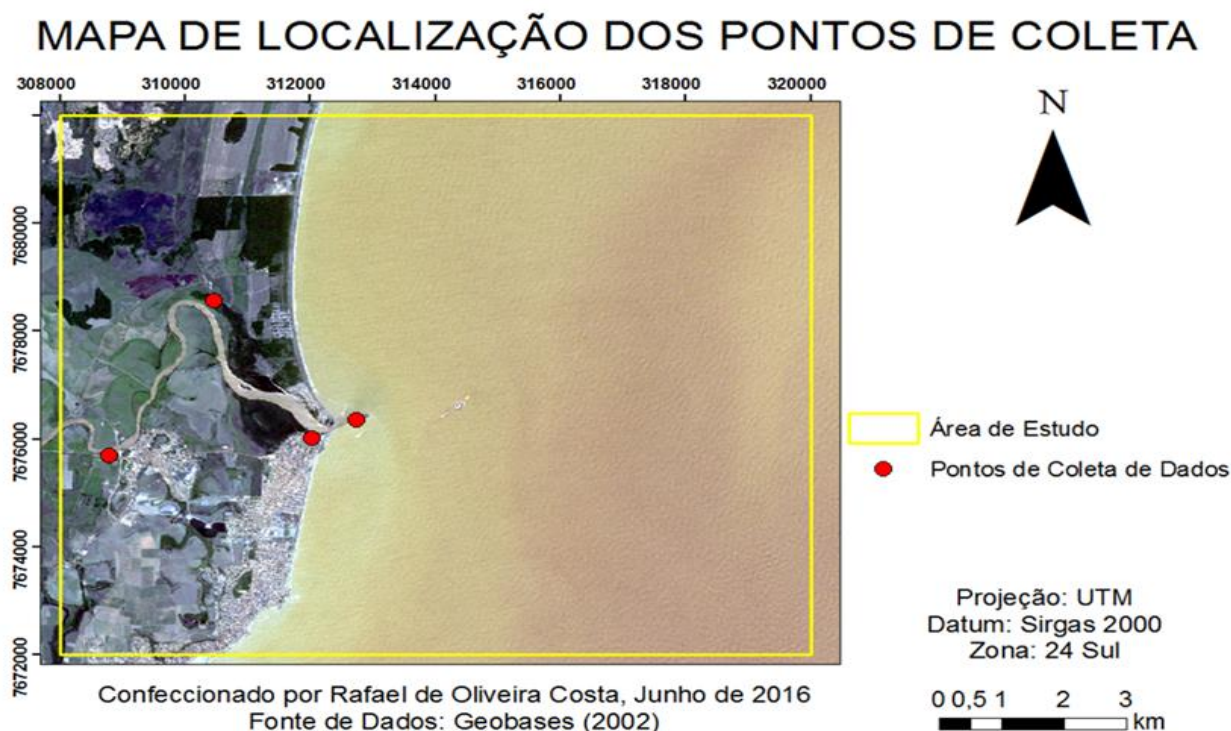 MAPA DE LOCALIZAÇÃO DOS PONTOS DE COLETA
308000 310000 312000 314000 316000 318000 320000
N
7680000
7678000
7676000
7674000
7672000
Área de Estudo
Pontos de Coleta de Dados
Projeção: UTM
Datum: Sirgas 2000
Zona: 24 Sul
0 0,5 1 2 3
km
Confeccionado por Rafael de Oliveira Costa, Junho de 2016
Fonte de Dados: Geobases (2002)